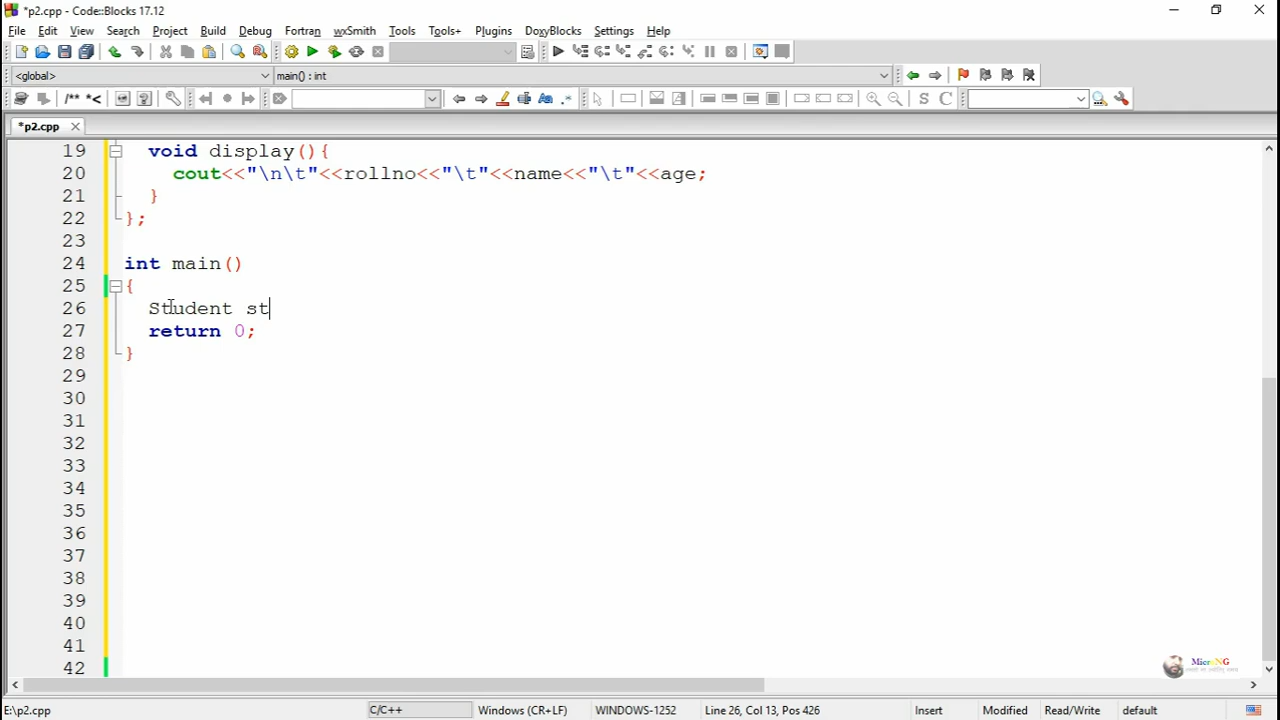 *p2.cpp - Code::Blocks 17.12
File Edit View Search Project Build Debug Fortran wxSmith Tools Tools+ Plugins DoxyBlocks Settings Help
<global> main() : int
/** *< S C
*p2.cpp
19 void display(){
20 cout<<"\n\t"<<rollno<<"\t"<<name<<"\t"<<age;
21 }
22 };
23
24 int main()
25 {
26 Student st
27 return 0;
28 }
29
30
31
32
33
34
35
36
37
38
39
40
41
42
MicroNG
E:\p2.cpp C/C++ Windows (CR+LF) WINDOWS-1252 Line 26, Col 13, Pos 426 Insert Modified Read/Write default